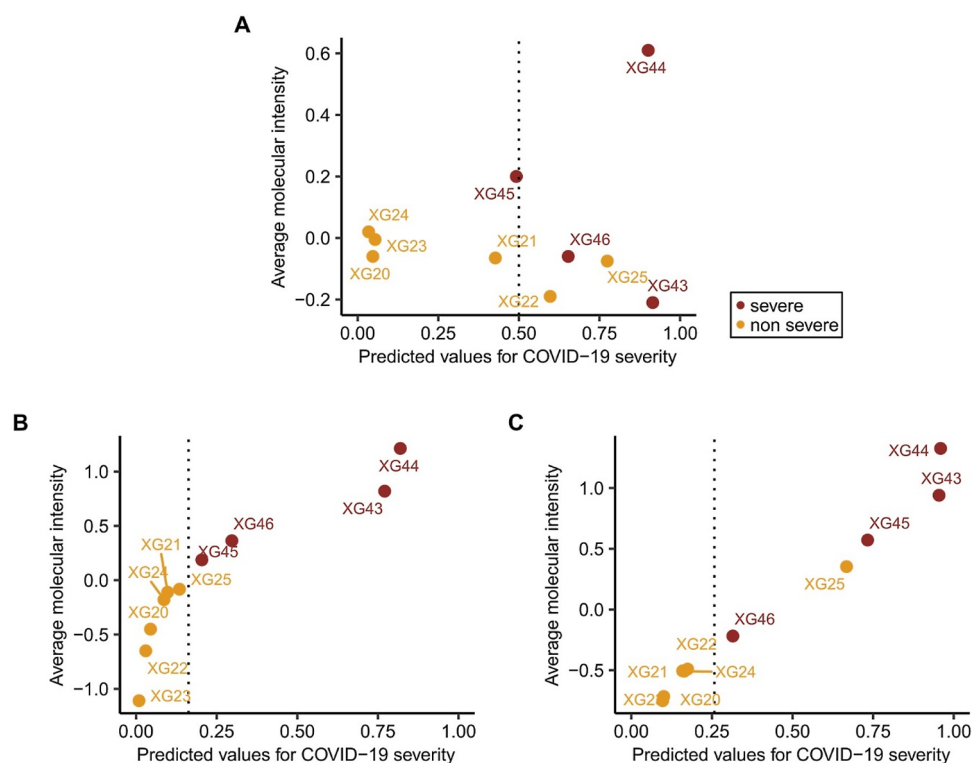 A
0.6
0.4
0.2
0.0
−0.2
Average molecular intensity
XG44
XG45
XG24
XG23
XG20
XG21
XG46
XG25
XG22
XG43
0.00 0.25 0.50 0.75 1.00
Predicted values for COVID−19 severity
severe
non severe
B
1.0
0.5
0.0
−0.5
−1.0
Average molecular intensity
XG44
XG43
XG46
XG45
XG21
XG24
XG25
XG20
XG22
XG23
0.00 0.25 0.50 0.75 1.00
Predicted values for COVID−19 severity
C
1.0
0.5
0.0
−0.5
Average molecular intensity
XG44
XG43
XG45
XG25
XG46
XG22
XG21
XG24
XG20
0.00 0.25 0.50 0.75 1.00
Predicted values for COVID−19 severity